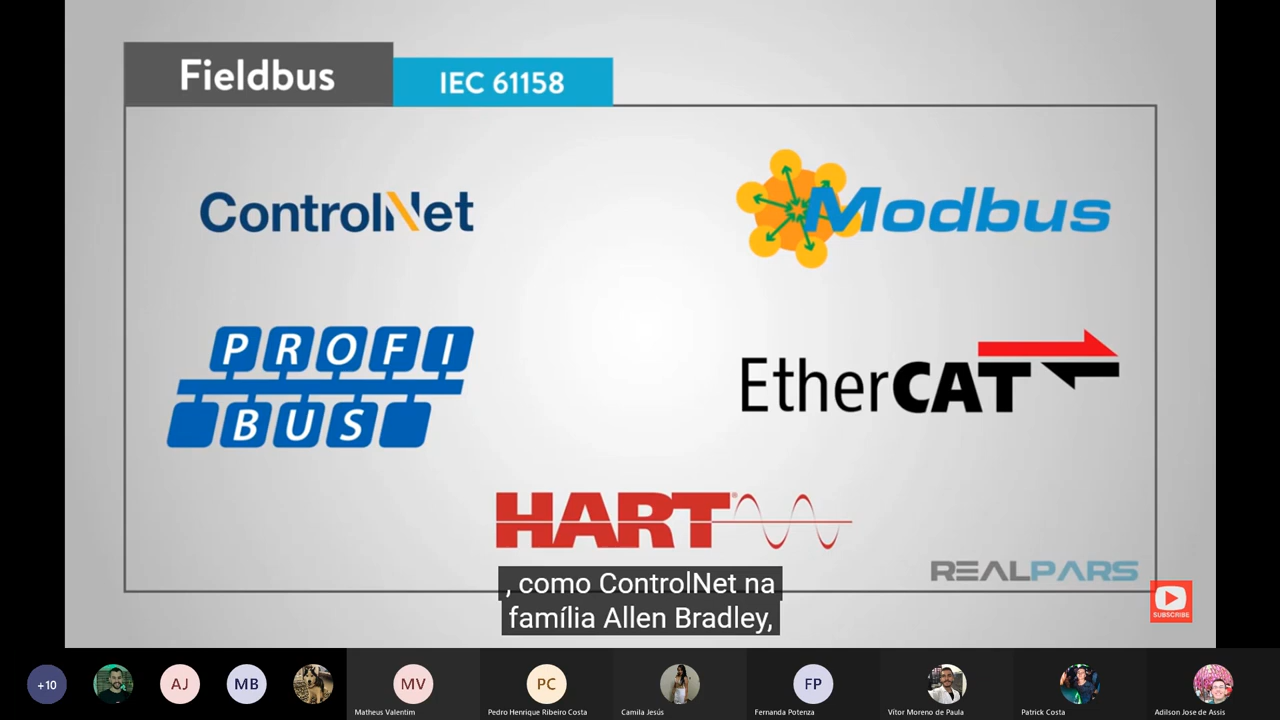 Fieldbus
IEC 61158
ControlNet
Modbus
PROFI
BUS
EtherCAT
HART®
REALPARS
SUBSCRIBE
, como ControlNet na
família Allen Bradley,
+10
AJ
MB
MV
PC
FP
Matheus Valentim
Pedro Henrique Ribeiro Costa
Camila Jesús
Fernanda Potenza
Vítor Moreno de Paula
Patrick Costa
Adilson Jose de Assis